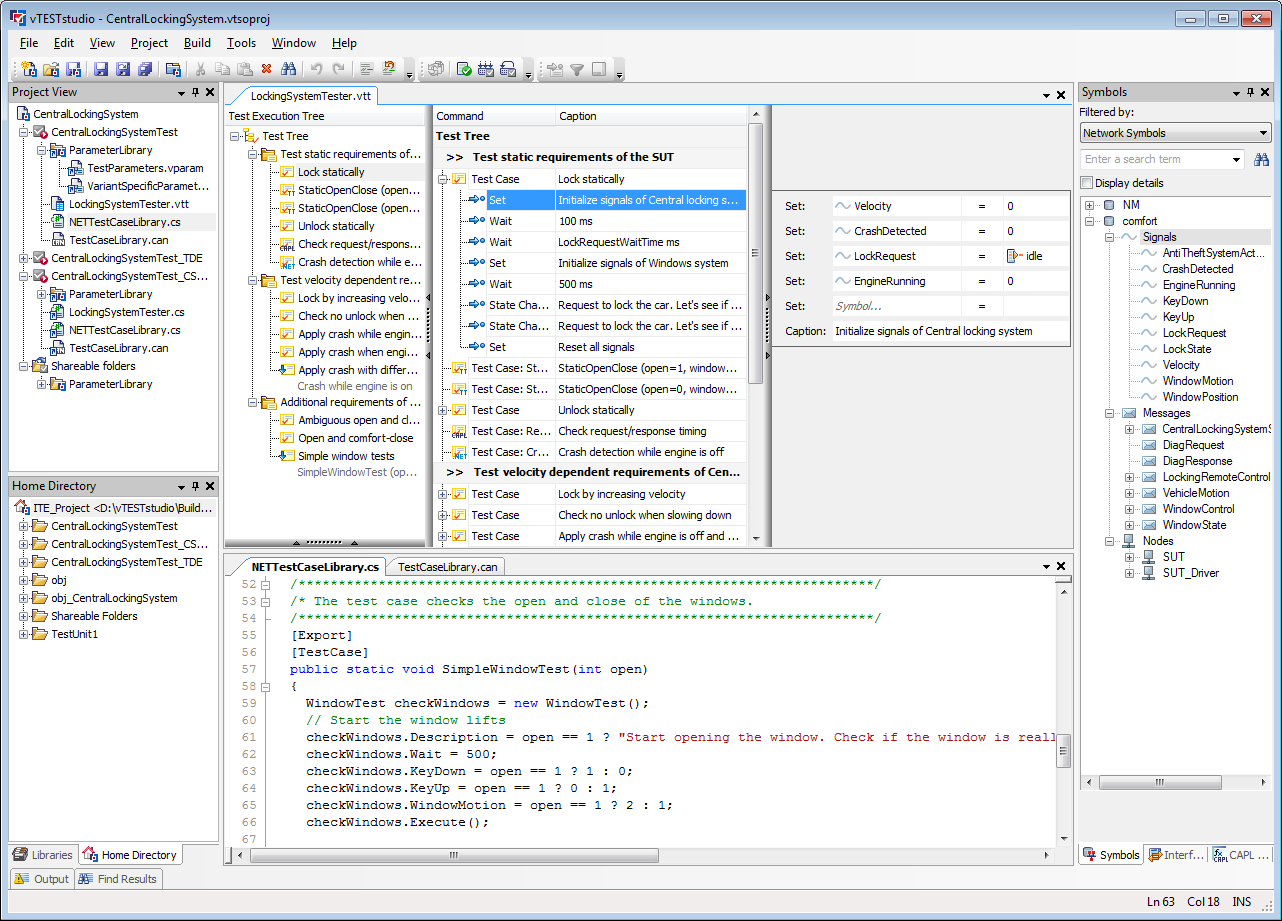 vTESTstudio - CentralLockingSystem.vtsoproj
File Edit View Project Build Tools Window Help
Project View
CentralLockingSystem
CentralLockingSystemTest
ParameterLibrary
TestParameters.vparam
VariantSpecificParamet...
LockingSystemTester.vtt
NETTestCaseLibrary.cs
TestCaseLibrary.can
CentralLockingSystemTest_TDE
CentralLockingSystemTest_CS...
ParameterLibrary
LockingSystemTester.cs
NETTestCaseLibrary.cs
TestCaseLibrary.can
Shareable folders
ParameterLibrary
Home Directory
ITE_Project <D:\vTESTstudio\Build...
CentralLockingSystemTest
CentralLockingSystemTest_CS...
CentralLockingSystemTest_TDE
obj
obj_CentralLockingSystem
Shareable Folders
TestUnit1
Libraries Home Directory
Output Find Results
LockingSystemTester.vtt
Test Execution Tree
Test Tree
Test static requirements of...
Lock statically
StaticOpenClose (open...
StaticOpenClose (open...
Unlock statically
Check request/respons...
Crash detection while e...
Test velocity dependent re...
Lock by increasing velo...
Check no unlock when ...
Apply crash while engin...
Apply crash when engi...
Apply crash with differ...
Crash while engine is on
Additional requirements of ...
Ambiguous open and cl...
Open and comfort-close
Simple window tests
SimpleWindowTest (op...
Command Caption
Test Tree
>> Test static requirements of the SUT
Test Case Lock statically
Set Initialize signals of Central locking s...
Wait 100 ms
Wait LockRequestWaitTime ms
Set Initialize signals of Windows system
Wait 500 ms
State Cha... Request to lock the car. Let's see if ...
State Cha... Request to lock the car. Let's see if ...
Set Reset all signals
Test Case: St... StaticOpenClose (open=1, window...
Test Case: St... StaticOpenClose (open=0, window...
Test Case Unlock statically
Test Case: Re... Check request/response timing
Test Case: Cr... Crash detection while engine is off
>> Test velocity dependent requirements of Cen...
Test Case Lock by increasing velocity
Test Case Check no unlock when slowing down
Test Case Apply crash while engine is off and ...
Set: Velocity = 0
Set: CrashDetected = 0
Set: LockRequest = idle
Set: EngineRunning = 0
Set: Symbol... =
Caption: Initialize signals of Central locking system
NETTestCaseLibrary.cs TestCaseLibrary.can
52 /************************************************************************/
53 /* The test case checks the open and close of the windows.
54 /************************************************************************/
55 [Export]
56 [TestCase]
57 public static void SimpleWindowTest(int open)
58 {
59 WindowTest checkWindows = new WindowTest();
60 // Start the window lifts
61 checkWindows.Description = open == 1 ? "Start opening the window. Check if the window is reall
62 checkWindows.Wait = 500;
63 checkWindows.KeyDown = open == 1 ? 1 : 0;
64 checkWindows.KeyUp = open == 1 ? 0 : 1;
65 checkWindows.WindowMotion = open == 1 ? 2 : 1;
66 checkWindows.Execute();
67
Symbols
Filtered by:
Network Symbols
Enter a search term
Display details
NM
comfort
Signals
AntiTheftSystemAct...
CrashDetected
EngineRunning
KeyDown
KeyUp
LockRequest
LockState
Velocity
WindowMotion
WindowPosition
Messages
CentralLockingSystemS
DiagRequest
DiagResponse
LockingRemoteControl
VehicleMotion
WindowControl
WindowState
Nodes
SUT
SUT_Driver
Symbols Interf... CAPL ...
Ln 63 Col 18 INS